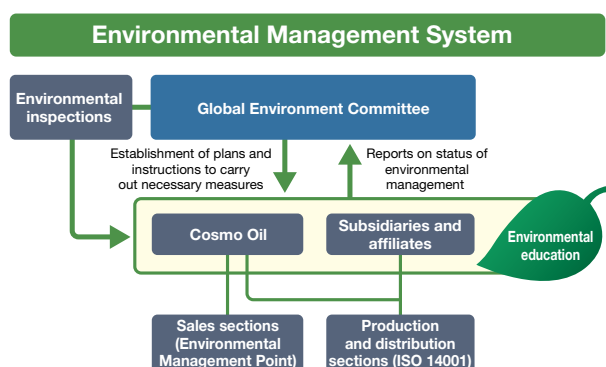 Environmental Management System
Environmental
inspections
Global Environment Committee
Establishment of plans and
instructions to carry
out necessary measures
Reports on status of
environmental
management
Cosmo Oil
Subsidiaries and
affiliates
Environmental
education
Sales sections
(Environmental
Management Point)
Production
and distribution
sections (ISO 14001)